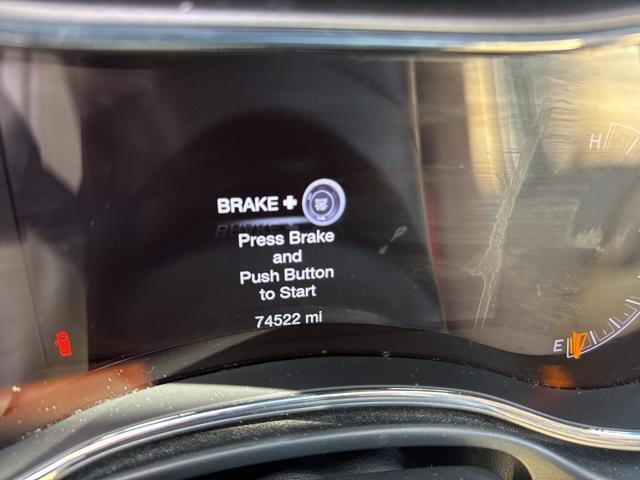 BRAKE +
Press Brake
and
Push Button
to Start
74522 mi
H
E